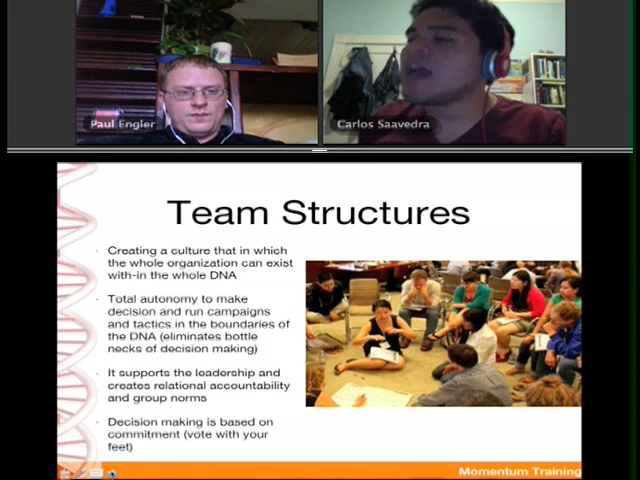 Paul Engler
Carlos Saavedra
Team Structures
Creating a culture that in which
the whole organization can exist
with-in the whole DNA
Total autonomy to make
decision and run campaigns
and tactics in the boundaries of
the DNA (eliminates bottle
necks of decision making)
It supports the leadership and
creates relational accountability
and group norms
Decision making is based on
commitment (vote with your
feet)
Momentum Training